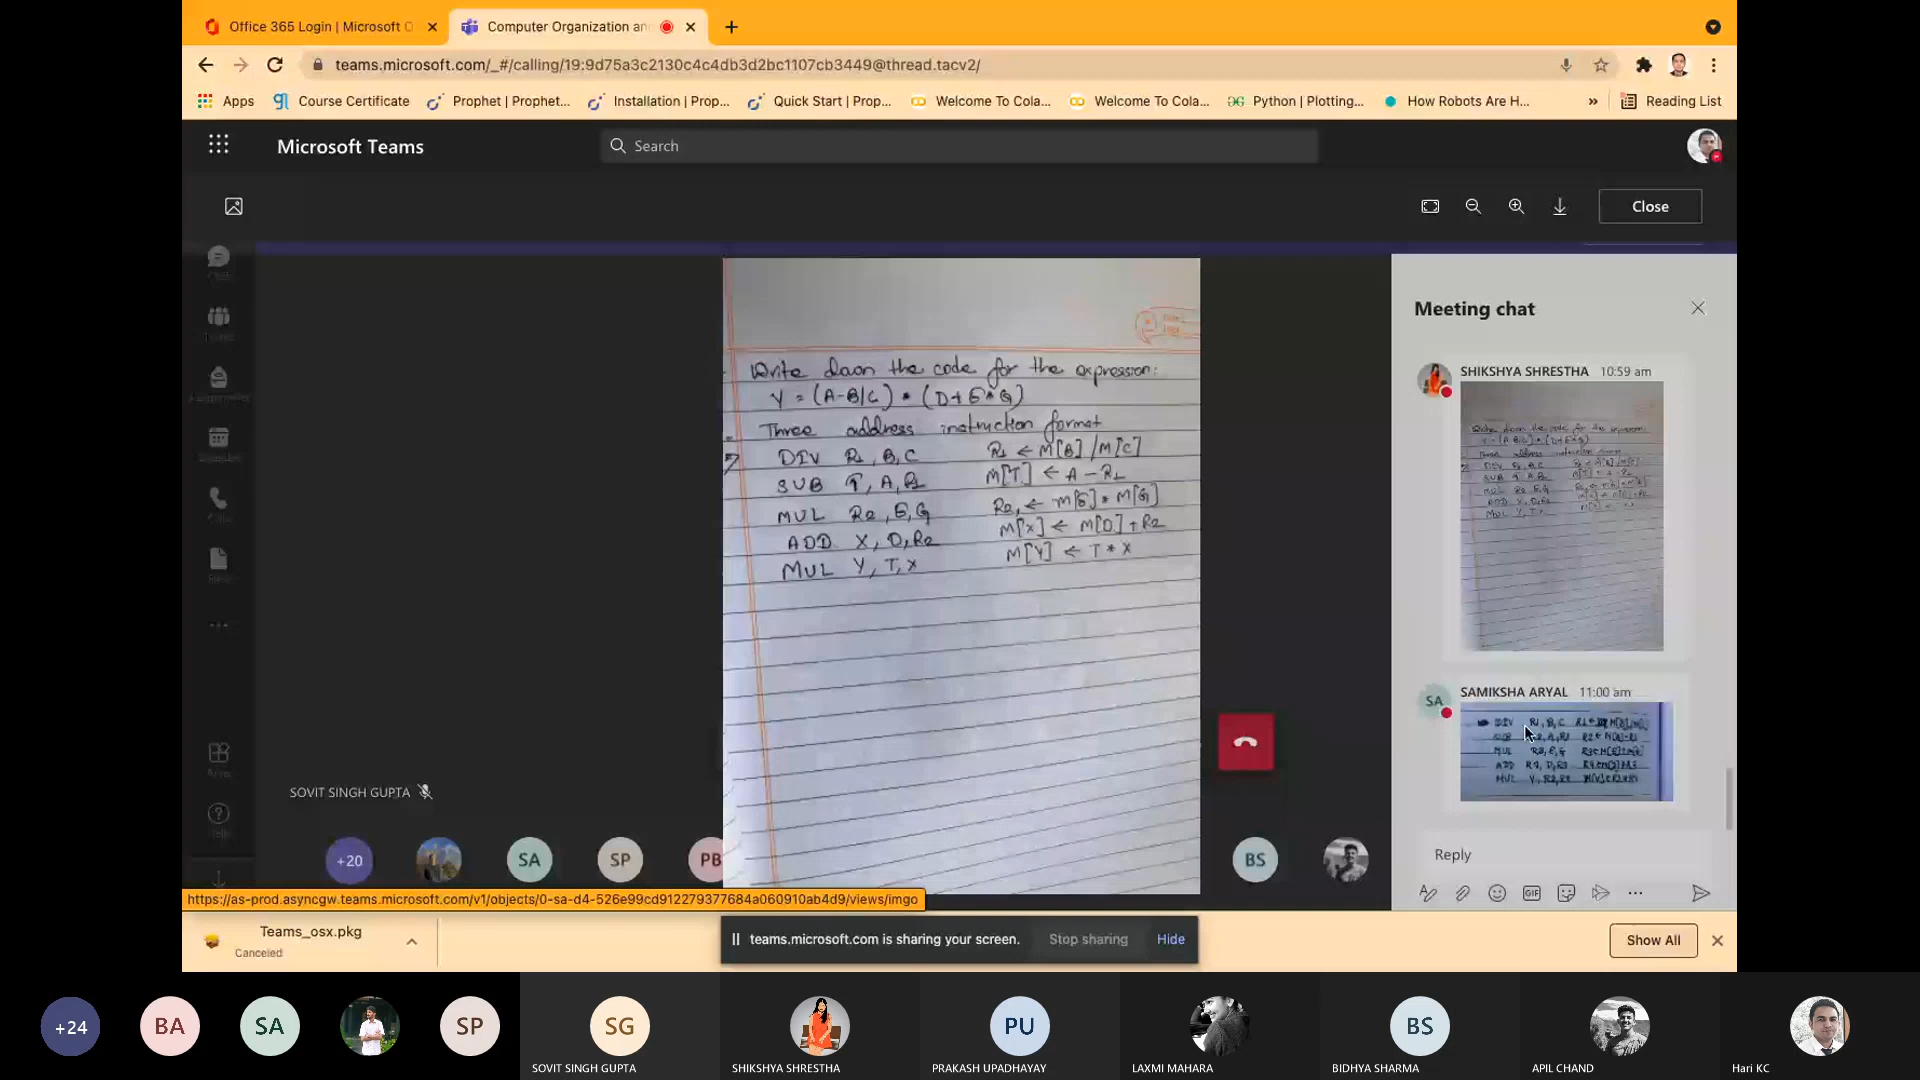 Office 365 Login | Microsoft O
Computer Organization an
teams.microsoft.com/_#/calling/19:9d75a3c2130c4c4db3d2bc1107cb3449@thread.tacv2/
Apps
Course Certificate
Prophet | Prophet...
Installation | Prop...
Quick Start | Prop...
Welcome To Cola...
Welcome To Cola...
Python | Plotting...
How Robots Are H...
»
Reading List
Microsoft Teams
Search
Close
Write daon the code for the expression:
Y = (A-B/C) * (D+E*G)
Three address instruction format
DIV R1, B, C R1 ← M[B] / M[C]
SUB T, A, R1 M[T] ← A - R1
MUL R2, E, G R2, ← M[E] * M[G]
ADD X, D, R2 M[X] ← M[D] + R2
MUL Y, T, X M[Y] ← T * X
Meeting chat
SHIKSHYA SHRESTHA 10:59 am
SAMIKSHA ARYAL 11:00 am
SA
DIV R1, B, C
Reply
GIF
SOVIT SINGH GUPTA
+20
SA
SP
PB
BS
https://as-prod.asyncgw.teams.microsoft.com/v1/objects/0-sa-d4-526e99cd912279377684a060910ab4d9/views/imgo
Teams_osx.pkg
Canceled
teams.microsoft.com is sharing your screen.
Stop sharing
Hide
Show All
+24
BA
SA
SP
SG
PU
BS
SOVIT SINGH GUPTA
SHIKSHYA SHRESTHA
PRAKASH UPADHAYAY
LAXMI MAHARA
BIDHYA SHARMA
APIL CHAND
Hari KC